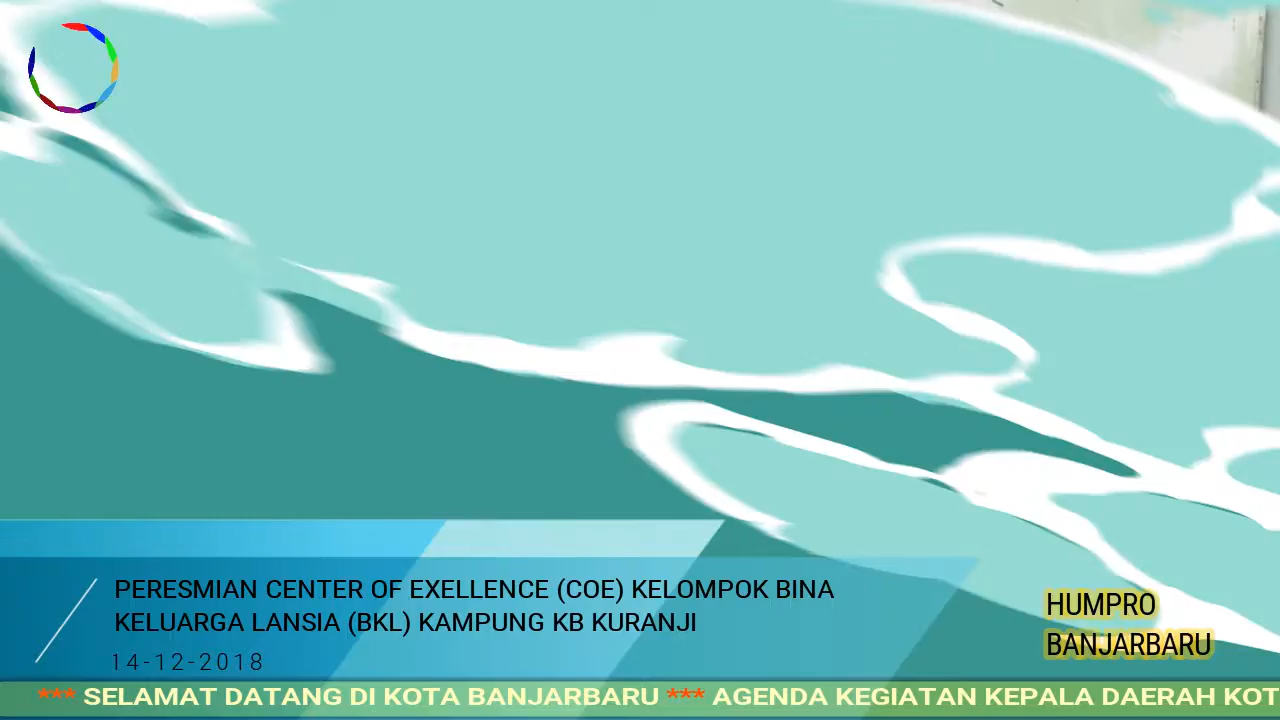 PERESMIAN CENTER OF EXELLENCE (COE) KELOMPOK BINA
KELUARGA LANSIA (BKL) KAMPUNG KB KURANJI
14-12-2018
HUMPRO
BANJARBARU
*** SELAMAT DATANG DI KOTA BANJARBARU *** AGENDA KEGIATAN KEPALA DAERAH KOT